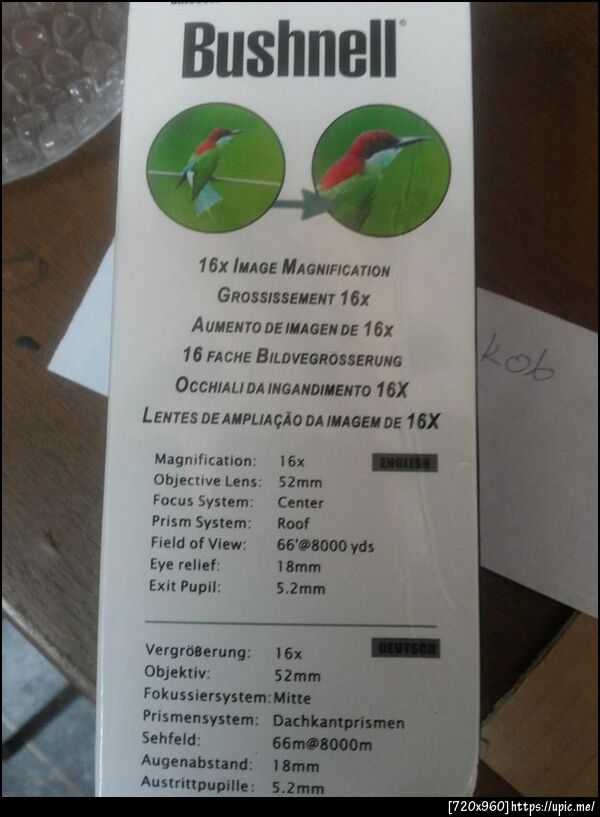 Bushnell®
16x IMAGE MAGNIFICATION
GROSSISSEMENT 16x
AUMENTO DE IMAGEN DE 16x
16 FACHE BILDVEGRÖSSERUNG
OCCHIALI DA INGANDIMENTO 16X
LENTES DE AMPLIAÇÃO DA IMAGEM DE 16X
kob
Magnification: 16x ENGLISH
Objective Lens: 52mm
Focus System: Center
Prism System: Roof
Field of View: 66'@8000 yds
Eye relief: 18mm
Exit Pupil: 5.2mm
Vergrößerung: 16x DEUTSCH
Objektiv: 52mm
Fokussiersystem: Mitte
Prismensystem: Dachkantprismen
Sehfeld: 66m@8000m
Augenabstand: 18mm
Austrittpupille: 5.2mm
[720x960]https://upic.me/